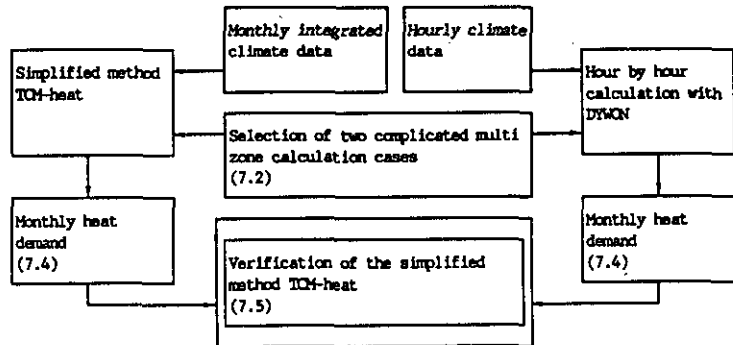 Monthly integrated
climate data
Hourly climate
data
Simplified method
TCM-heat
Hour by hour
calculation with
DYWON
Selection of two complicated multi
zone calculation cases
(7.2)
Monthly heat
demand
(7.4)
Monthly heat
demand
(7.4)
Verification of the simplified
method TCM-heat
(7.5)